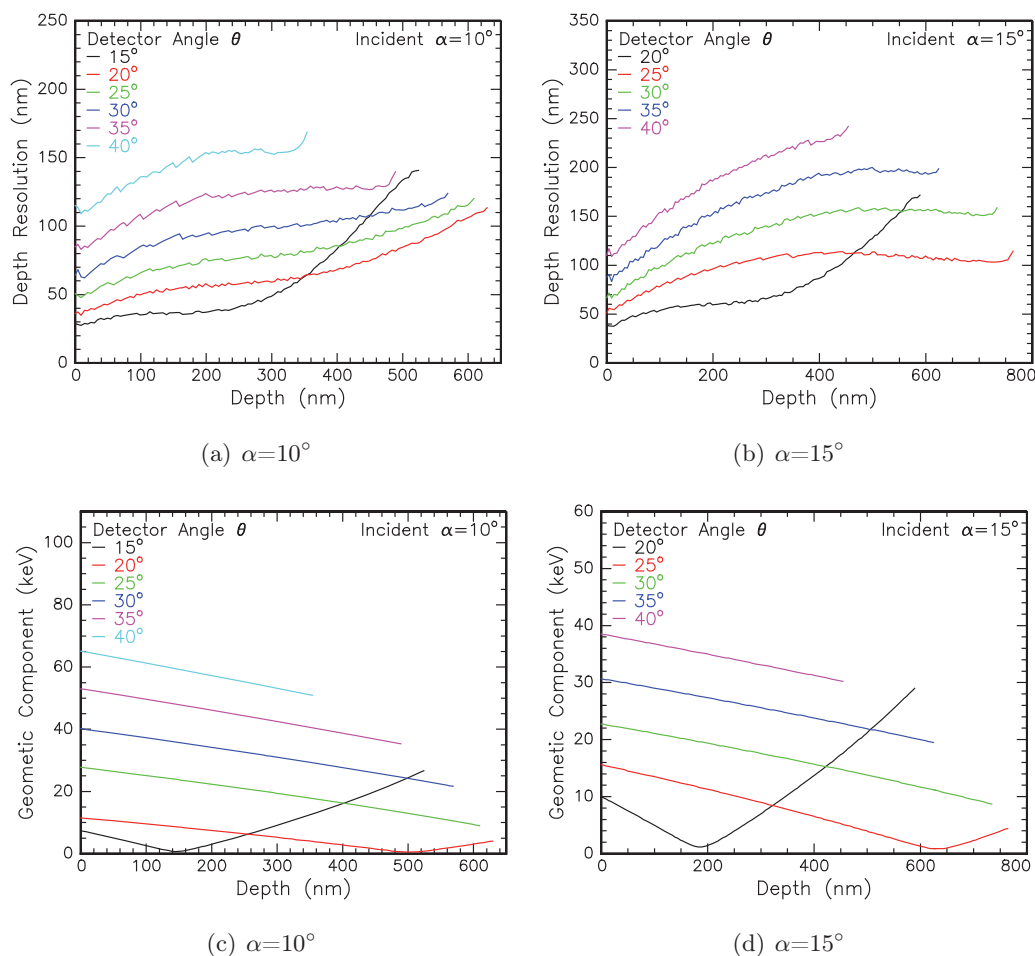 250
200
150
100
50
0
Depth Resolution (nm)
Detector Angle θ
Incident α=10°
15°
20°
25°
30°
35°
40°
0 100 200 300 400 500 600
Depth (nm)
(a) α=10°
350
300
250
200
150
100
50
0
Depth Resolution (nm)
Detector Angle θ
Incident α=15°
20°
25°
30°
35°
40°
0 200 400 600 800
Depth (nm)
(b) α=15°
100
80
60
40
20
0
Geometic Component (keV)
Detector Angle θ
Incident α=10°
15°
20°
25°
30°
35°
40°
0 100 200 300 400 500 600
Depth (nm)
(c) α=10°
60
50
40
30
20
10
0
Geometic Component (keV)
Detector Angle θ
Incident α=15°
20°
25°
30°
35°
40°
0 200 400 600 800
Depth (nm)
(d) α=15°